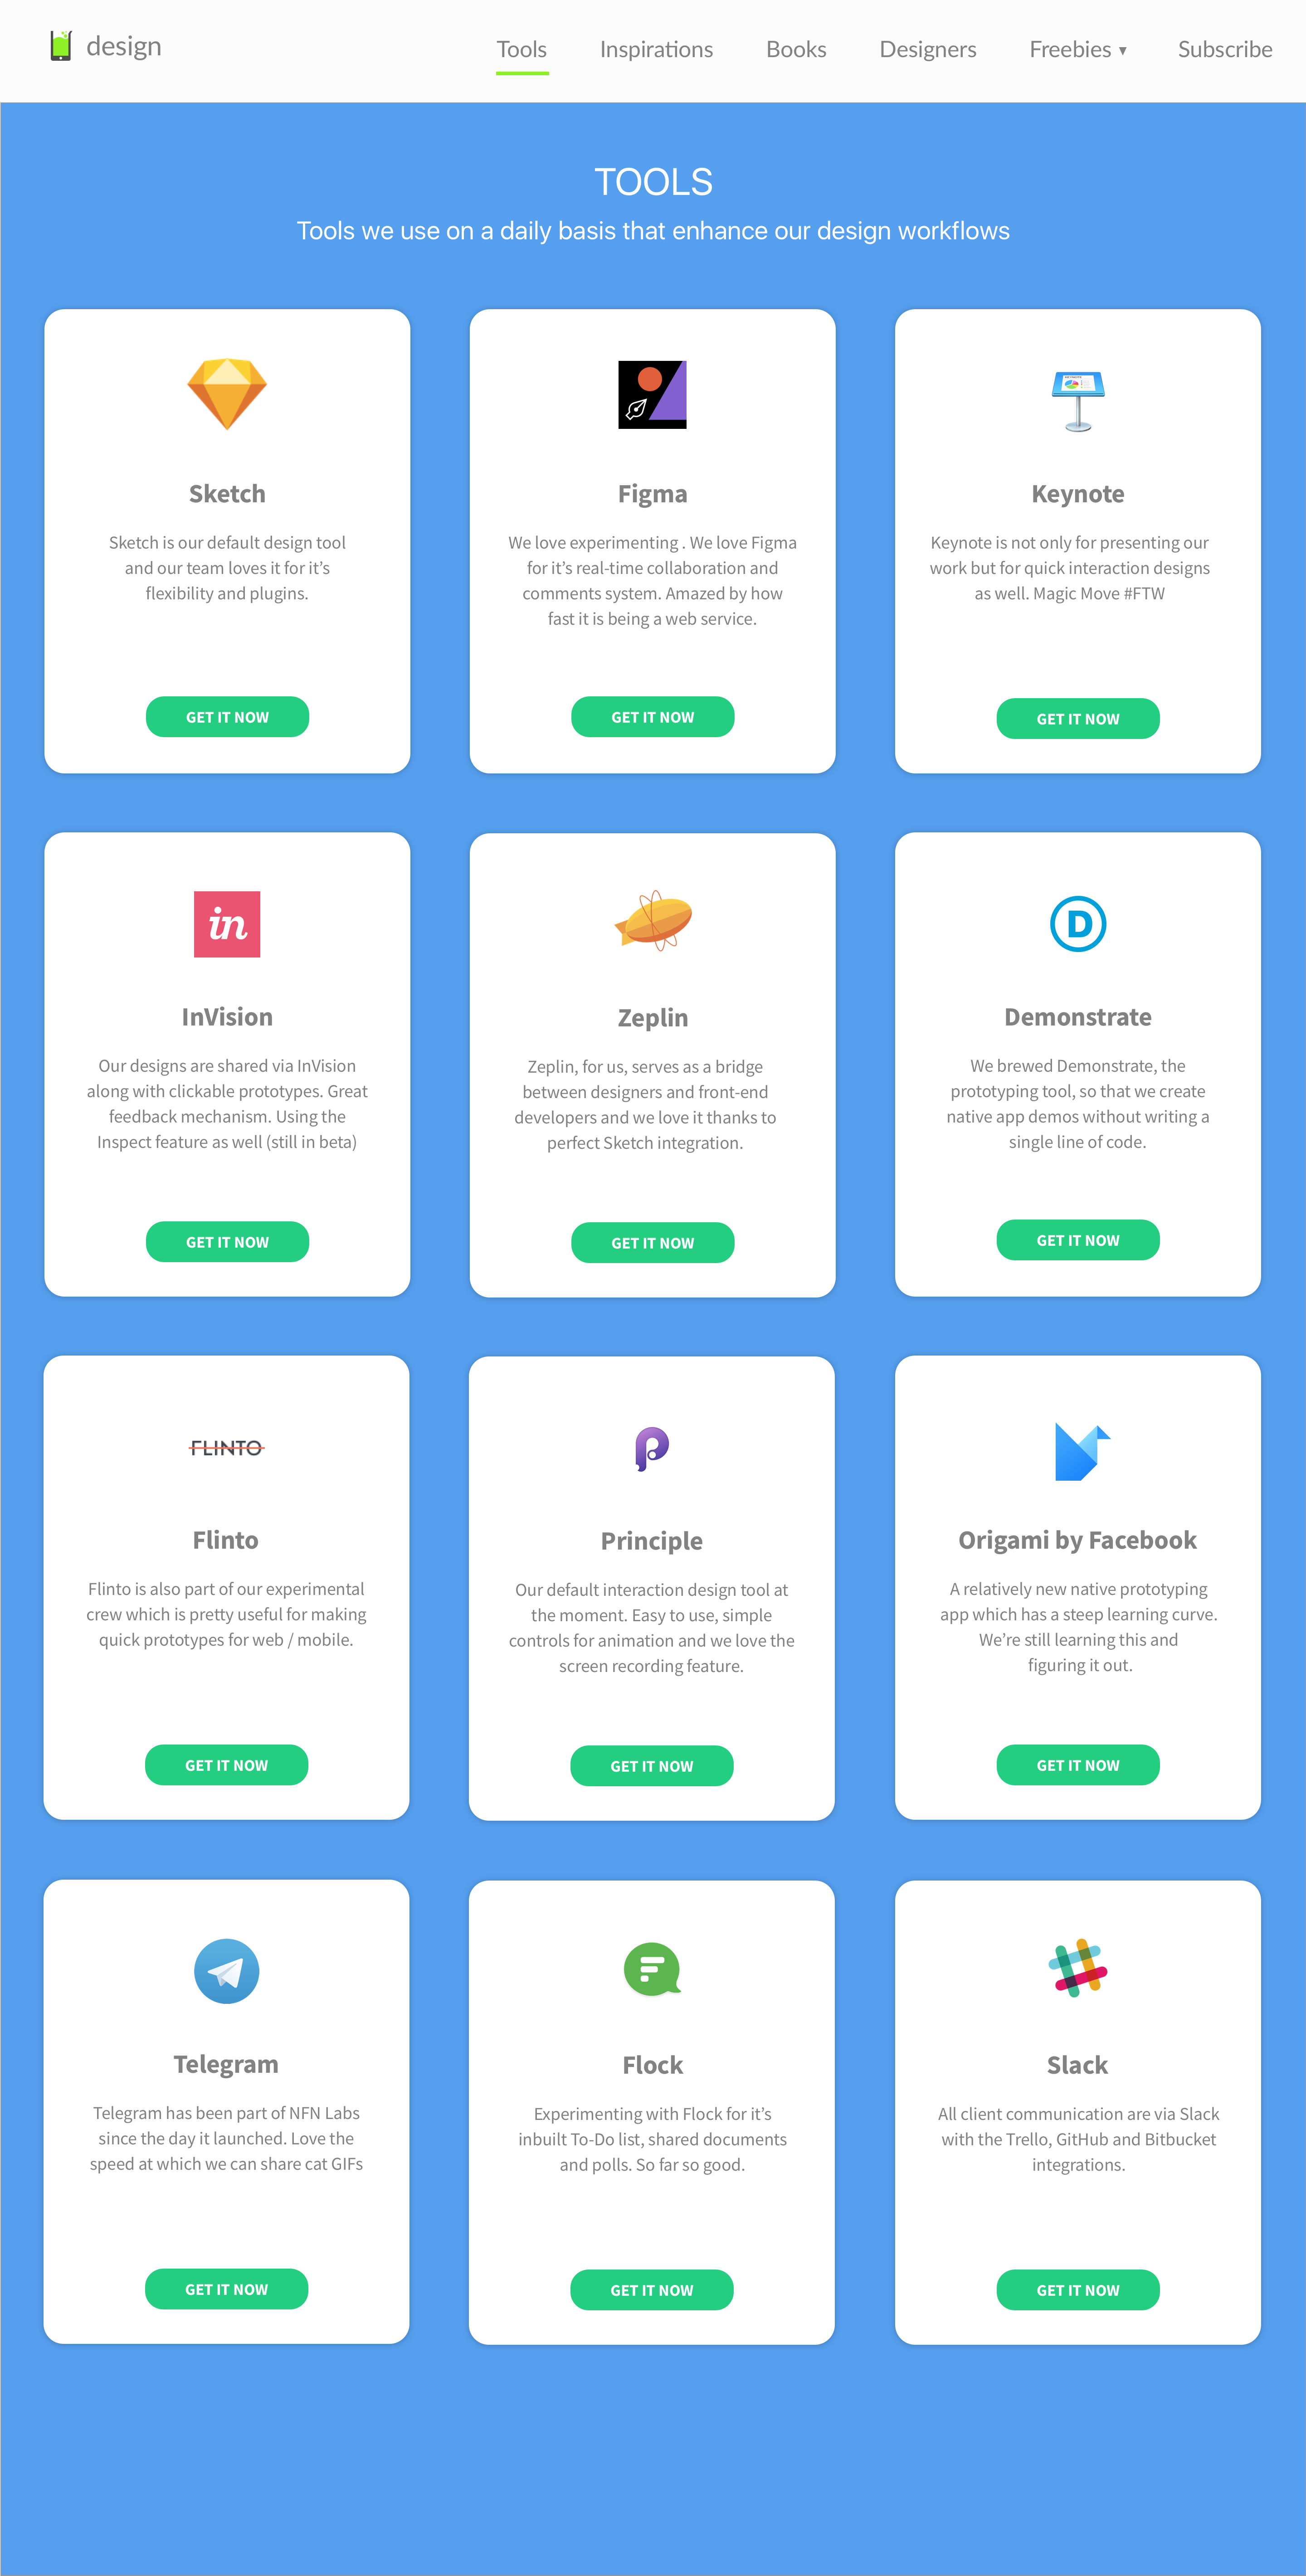 design
Tools
Inspirations
Books
Designers
Freebies ▾
Subscribe
TOOLS
Tools we use on a daily basis that enhance our design workflows
Sketch
Sketch is our default design tool
and our team loves it for it’s
flexibility and plugins.
GET IT NOW
Figma
We love experimenting . We love Figma
for it’s real-time collaboration and
comments system. Amazed by how
fast it is being a web service.
GET IT NOW
Keynote
Keynote is not only for presenting our
work but for quick interaction designs
as well. Magic Move #FTW
GET IT NOW
in
InVision
Our designs are shared via InVision
along with clickable prototypes. Great
feedback mechanism. Using the
Inspect feature as well (still in beta)
GET IT NOW
Zeplin
Zeplin, for us, serves as a bridge
between designers and front-end
developers and we love it thanks to
perfect Sketch integration.
GET IT NOW
D
Demonstrate
We brewed Demonstrate, the
prototyping tool, so that we create
native app demos without writing a
single line of code.
GET IT NOW
FLINTO
Flinto
Flinto is also part of our experimental
crew which is pretty useful for making
quick prototypes for web / mobile.
GET IT NOW
Principle
Our default interaction design tool at
the moment. Easy to use, simple
controls for animation and we love the
screen recording feature.
GET IT NOW
Origami by Facebook
A relatively new native prototyping
app which has a steep learning curve.
We’re still learning this and
figuring it out.
GET IT NOW
Telegram
Telegram has been part of NFN Labs
since the day it launched. Love the
speed at which we can share cat GIFs
GET IT NOW
Flock
Experimenting with Flock for it’s
inbuilt To-Do list, shared documents
and polls. So far so good.
GET IT NOW
Slack
All client communication are via Slack
with the Trello, GitHub and Bitbucket
integrations.
GET IT NOW